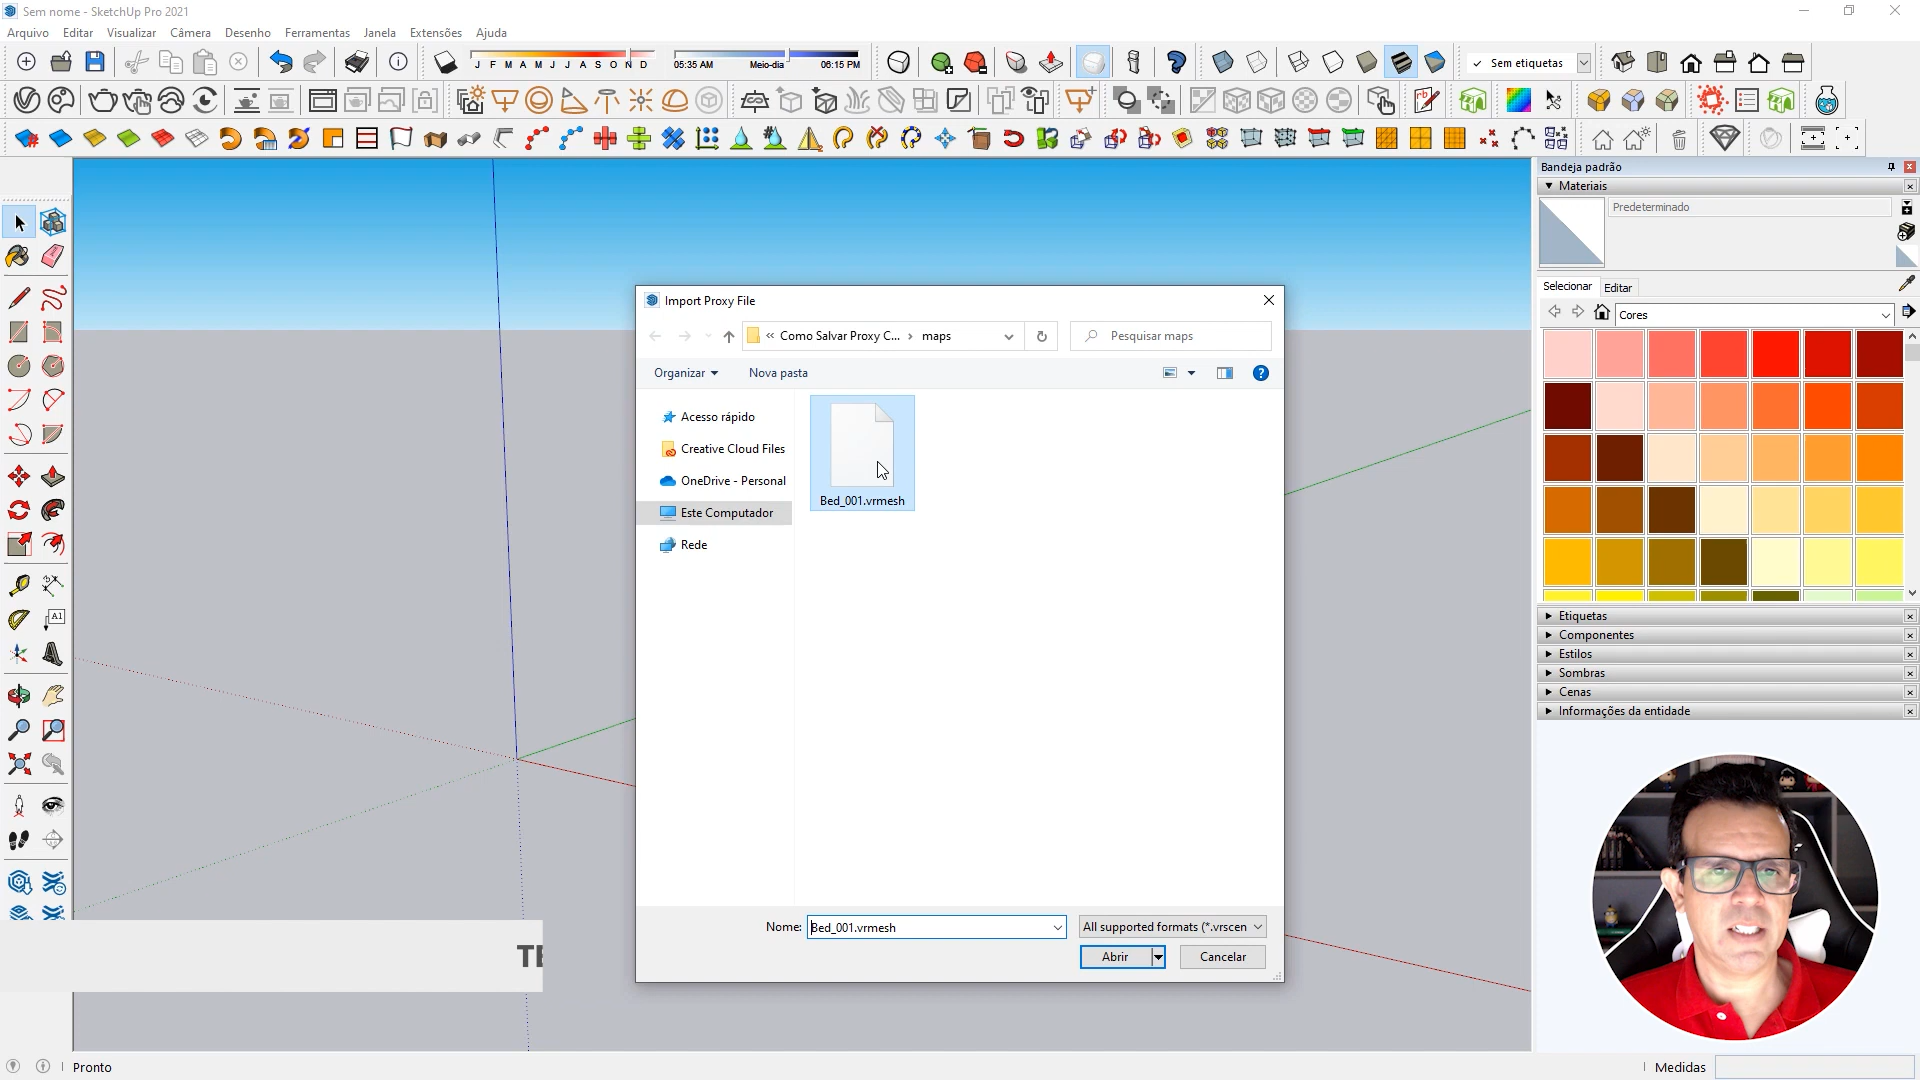 Sem nome - SketchUp Pro 2021
Arquivo Editar Visualizar Câmera Desenho Ferramentas Janela Extensões Ajuda
J F M A M J J A S O N D
05:35 AM Meio-dia 06:15 PM
Sem etiquetas
Bandeja padrão
Materiais
Predeterminado
Selecionar Editar
Cores
Import Proxy File
« Como Salvar Proxy C... › maps
Pesquisar maps
Organizar Nova pasta
Acesso rápido
Creative Cloud Files
OneDrive - Personal
Este Computador
Rede
Bed_001.vrmesh
Nome: Bed_001.vrmesh
All supported formats (*.vrscen
Abrir Cancelar
Etiquetas
Componentes
Estilos
Sombras
Cenas
Informações da entidade
A1
TE
Pronto
Medidas